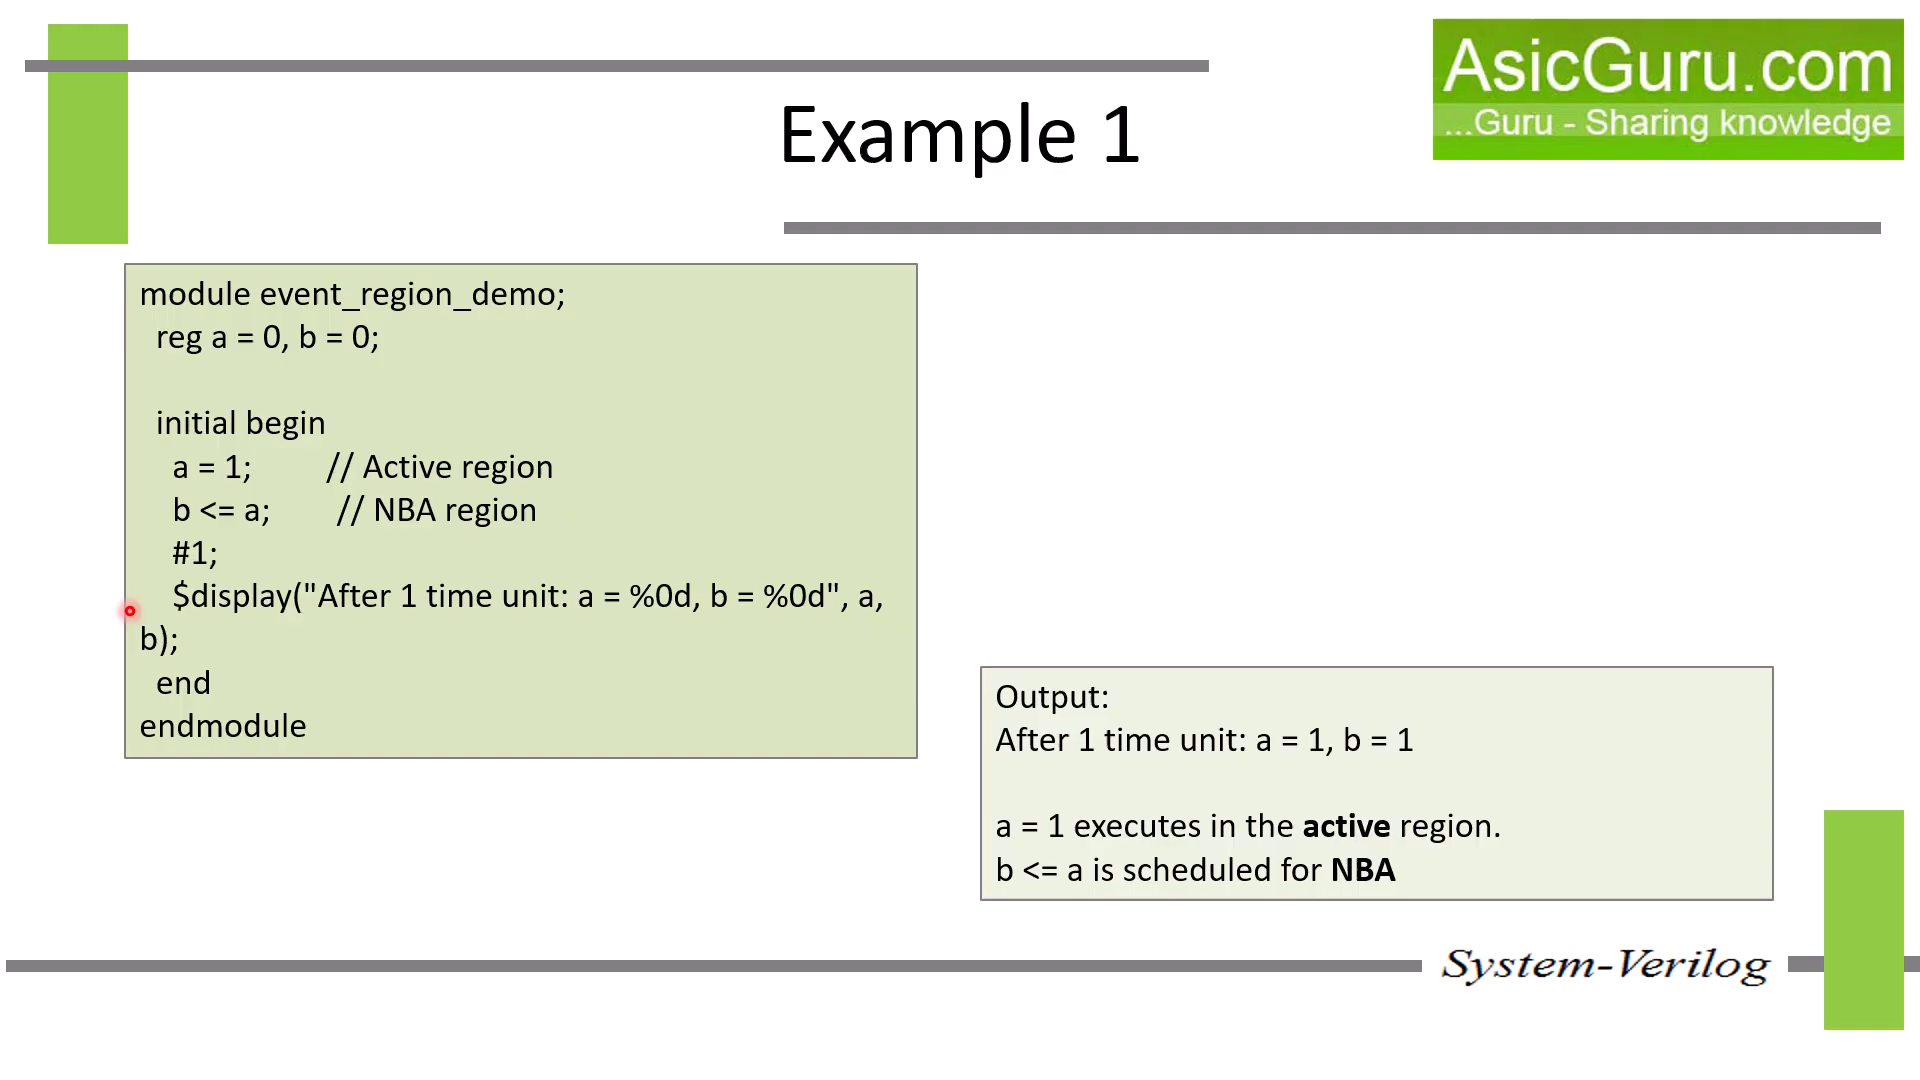 AsicGuru.com
...Guru - Sharing knowledge
Example 1
module event_region_demo;
reg a = 0, b = 0;
initial begin
a = 1; // Active region
b <= a; // NBA region
#1;
$display("After 1 time unit: a = %0d, b = %0d", a,
b);
end
endmodule
Output:
After 1 time unit: a = 1, b = 1
a = 1 executes in the active region.
b <= a is scheduled for NBA
System-Verilog